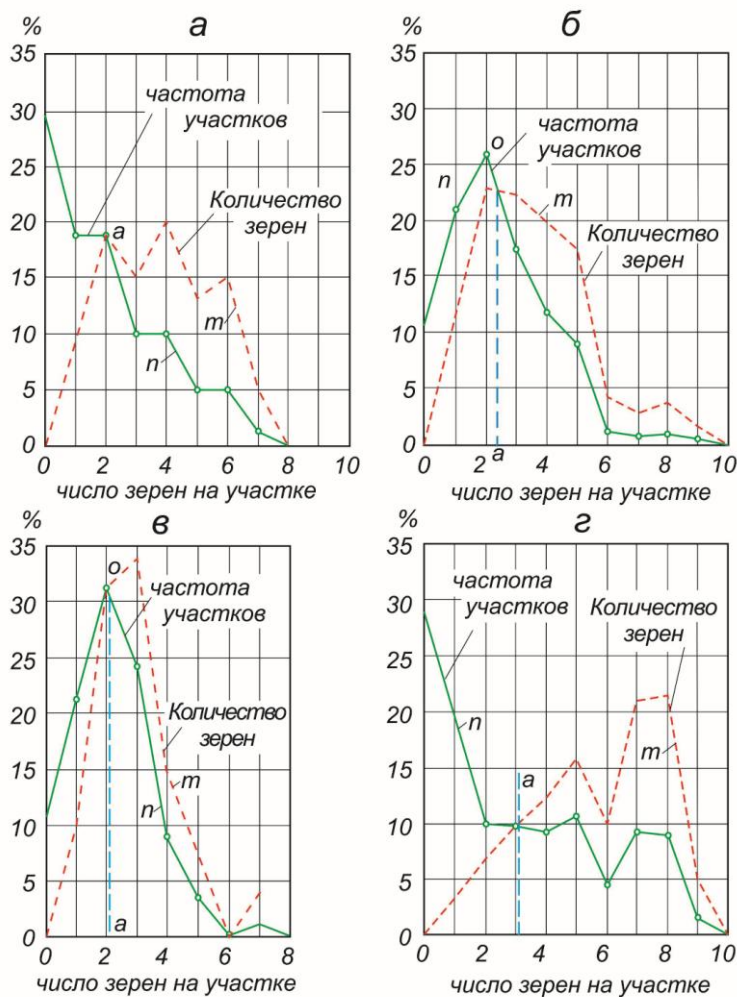 а
%
35
30
25
20
15
10
5
0
частота
участков
Количество
зерен
a
n
m
0 2 4 6 8 10
число зерен на участке
б
%
35
30
25
20
15
10
5
0
частота
участков
Количество
зерен
o
n
m
0 2 4 6 8 10
a
число зерен на участке
в
%
35
30
25
20
15
10
5
0
o
частота
участков
Количество
зерен
m
n
a
0 2 4 6 8
число зерен на участке
г
%
35
30
25
20
15
10
5
0
частота
участков
Количество
зерен
n
m
a
0 2 4 6 8 10
число зерен на участке